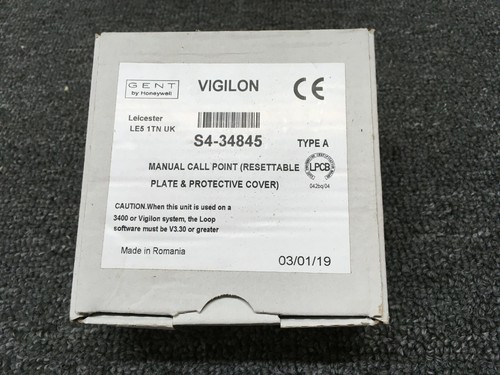 GENT
by Honeywell
VIGILON
CE
Leicester
LE5 1TN UK
S4-34845
TYPE A
MANUAL CALL POINT (RESETTABLE
PLATE & PROTECTIVE COVER)
LPCB
042bq/04
CAUTION.When this unit is used on a
3400 or Vigilon system, the Loop
software must be V3.30 or greater
Made in Romania
03/01/19